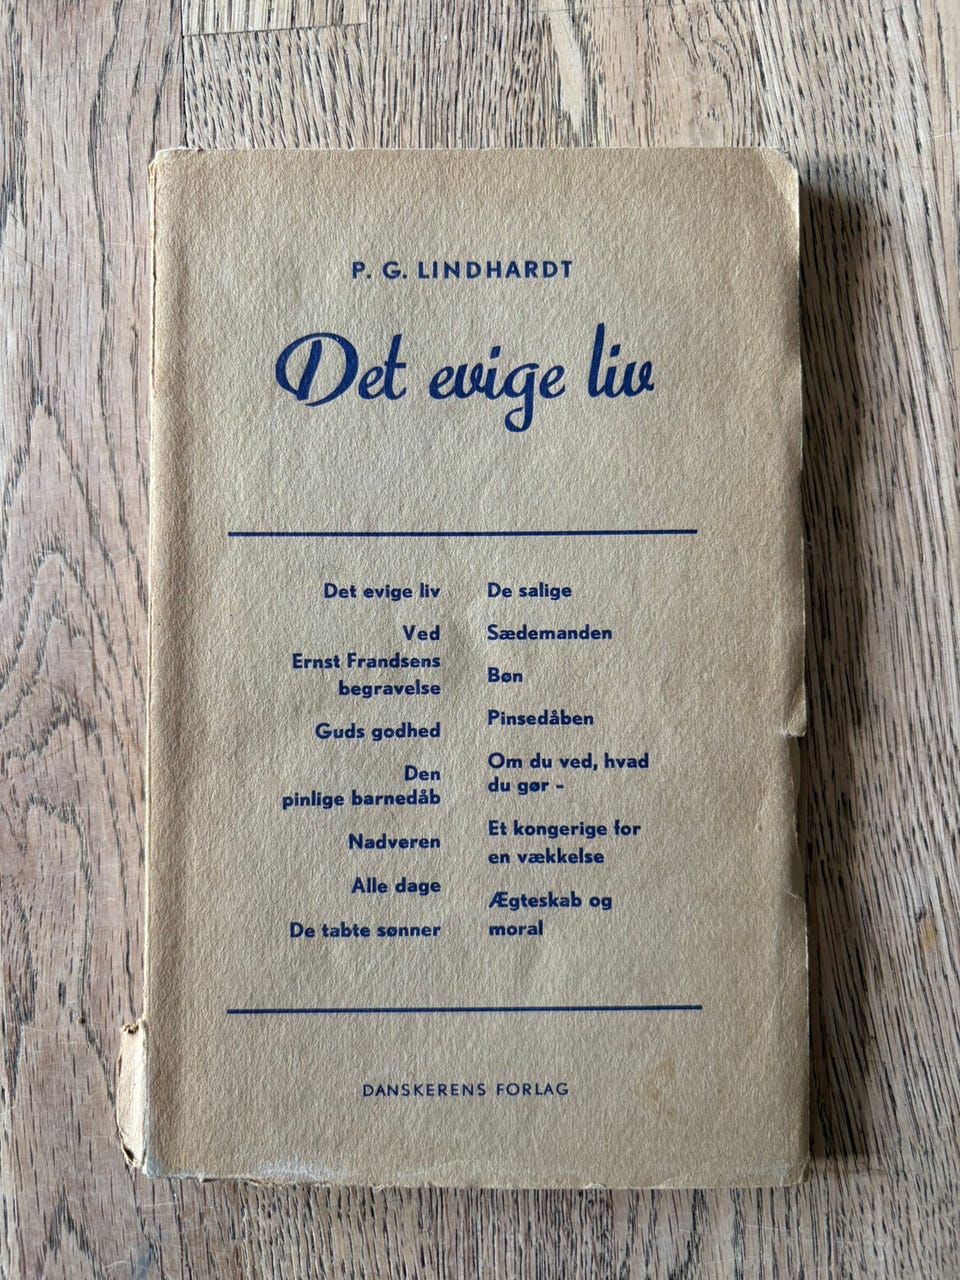 P. G. LINDHARDT
Det evige liv
Det evige liv
Ved
Ernst Frandsens
begravelse
Guds godhed
Den
pinlige barnedåb
Nadveren
Alle dage
De tabte sønner
De salige
Sædemanden
Bøn
Pinsedåben
Om du ved, hvad
du gør -
Et kongerige for
en vækkelse
Ægteskab og
moral
DANSKERENS FORLAG